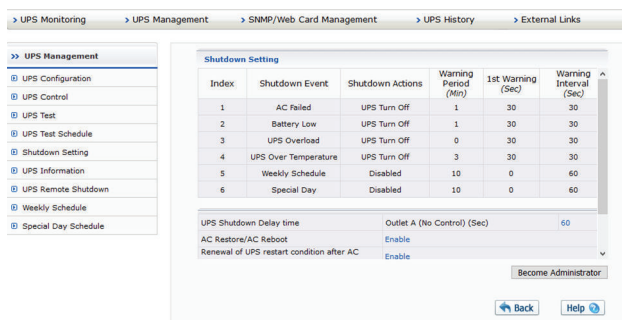 UPS Monitoring UPS Management SNMP/Web Card Management UPS History External Links
UPS Management
UPS Configuration
UPS Control
UPS Test
UPS Test Schedule
Shutdown Setting
UPS Information
UPS Remote Shutdown
Weekly Schedule
Special Day Schedule
Shutdown Setting
Index Shutdown Event Shutdown Actions Warning Period (Min) 1st Warning (Sec) Warning Interval (Sec)
1 AC Failed UPS Turn Off 1 30 30
2 Battery Low UPS Turn Off 1 30 30
3 UPS Overload UPS Turn Off 0 30 30
4 UPS Over Temperature UPS Turn Off 3 30 30
5 Weekly Schedule Disabled 10 0 60
6 Special Day Disabled 10 0 60
UPS Shutdown Delay time Outlet A (No Control) (Sec) 60
AC Restore/AC Reboot Enable
Renewal of UPS restart condition after AC Enable
Become Administrator
Back Help